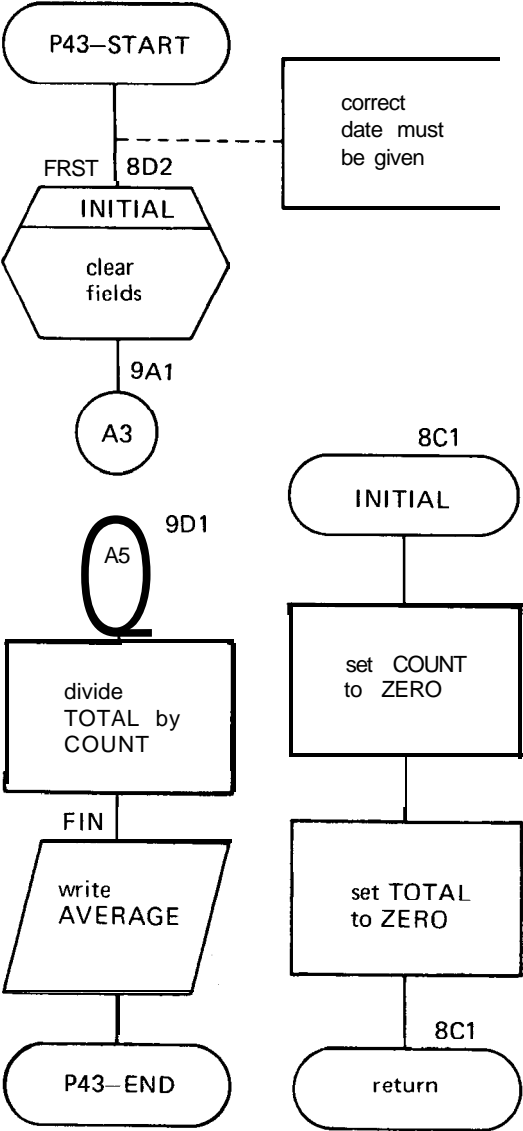 P43-START
correct
date must
be given
FRST 8D2
INITIAL
clear
fields
9A1
A3
9D1
A5
divide
TOTAL by
COUNT
FIN
write
AVERAGE
P43-END
8C1
INITIAL
set COUNT
to ZERO
set TOTAL
to ZERO
8C1
return